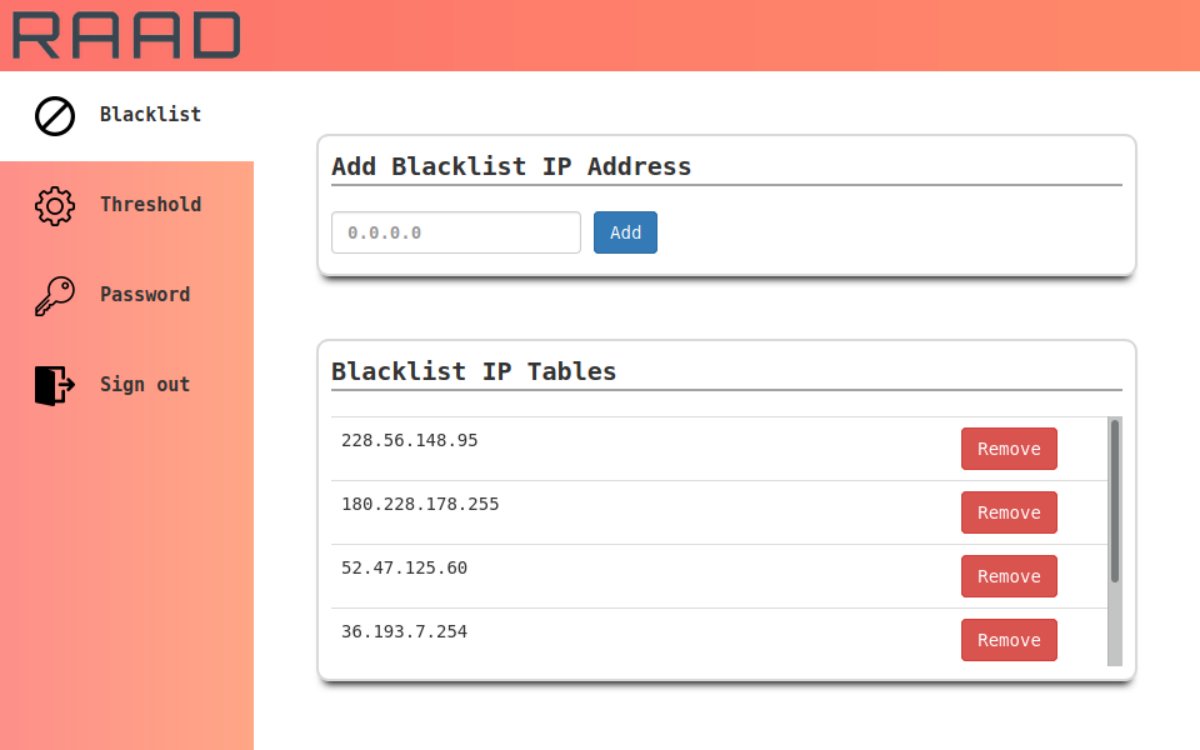 RAAD
Blacklist
Threshold
Password
Sign out
Add Blacklist IP Address
0.0.0.0 Add
Blacklist IP Tables
228.56.148.95 Remove
180.228.178.255 Remove
52.47.125.60 Remove
36.193.7.254 Remove